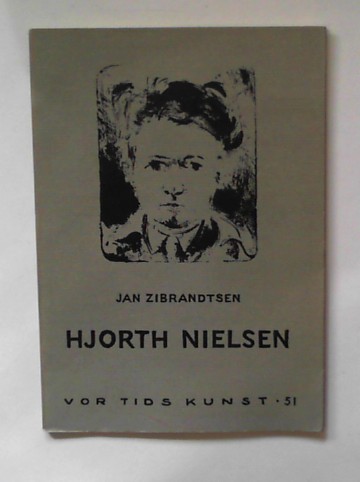 JAN ZIBRANDTSEN
HJORTH NIELSEN
VOR TIDS KUNST · 51